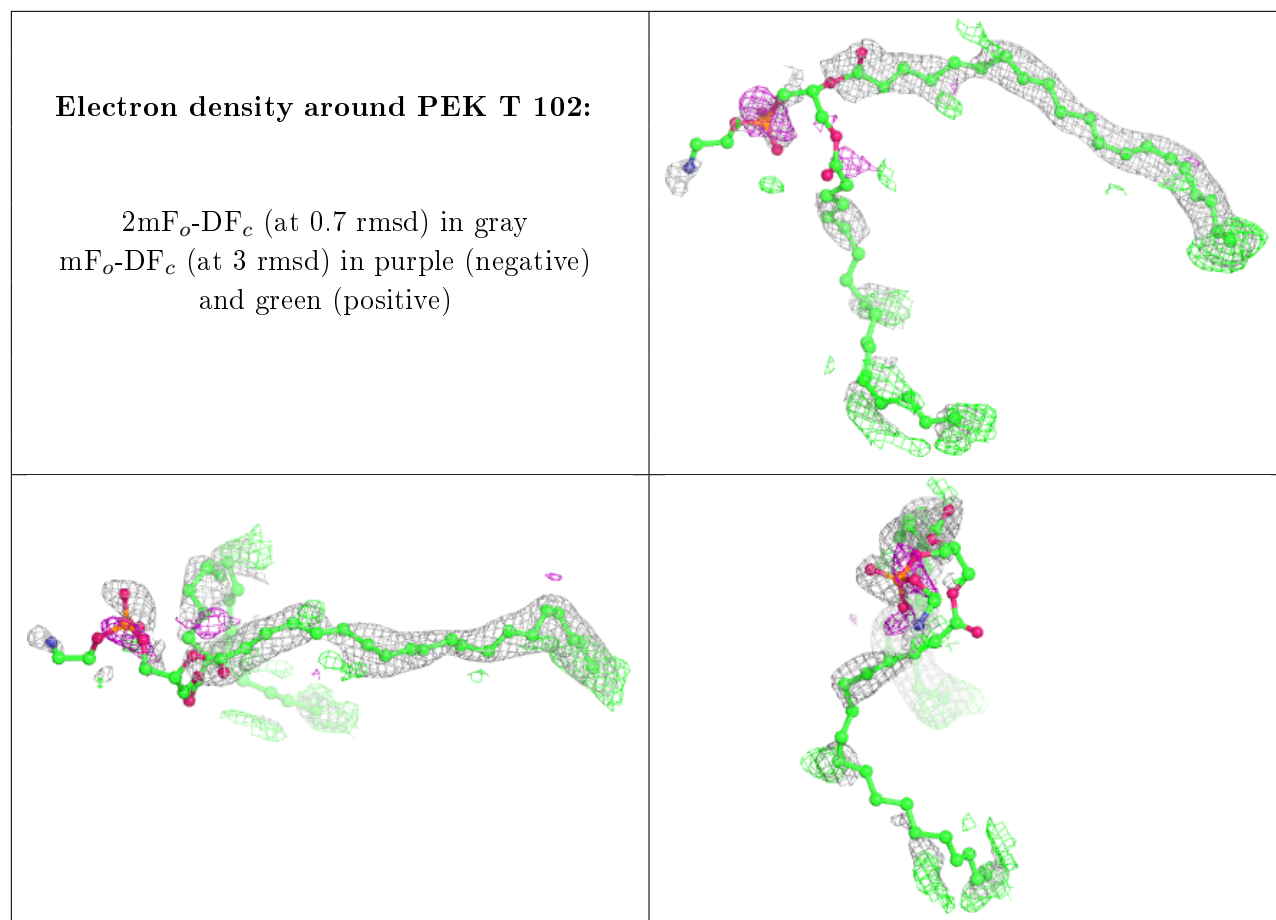 Electron density around PEK T 102:
2mFo-DFc (at 0.7 rmsd) in gray
mFo-DFc (at 3 rmsd) in purple (negative)
and green (positive)